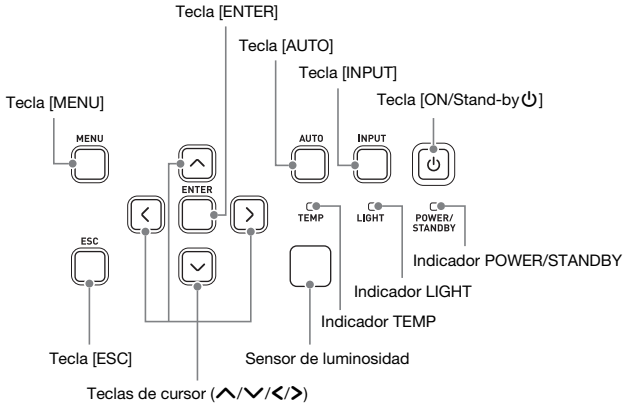 Tecla [ENTER]
Tecla [AUTO]
Tecla [INPUT]
Tecla [MENU]
Tecla [ON/Stand-by⏻]
MENU
AUTO
INPUT
ENTER
TEMP
LIGHT
POWER/
STANDBY
ESC
Indicador POWER/STANDBY
Indicador LIGHT
Indicador TEMP
Tecla [ESC]
Sensor de luminosidad
Teclas de cursor (∧/∨/</>)